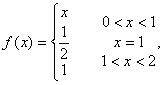 f(x) = { x    0 < x < 1
1/2    x = 1
1    1 < x < 2 ,